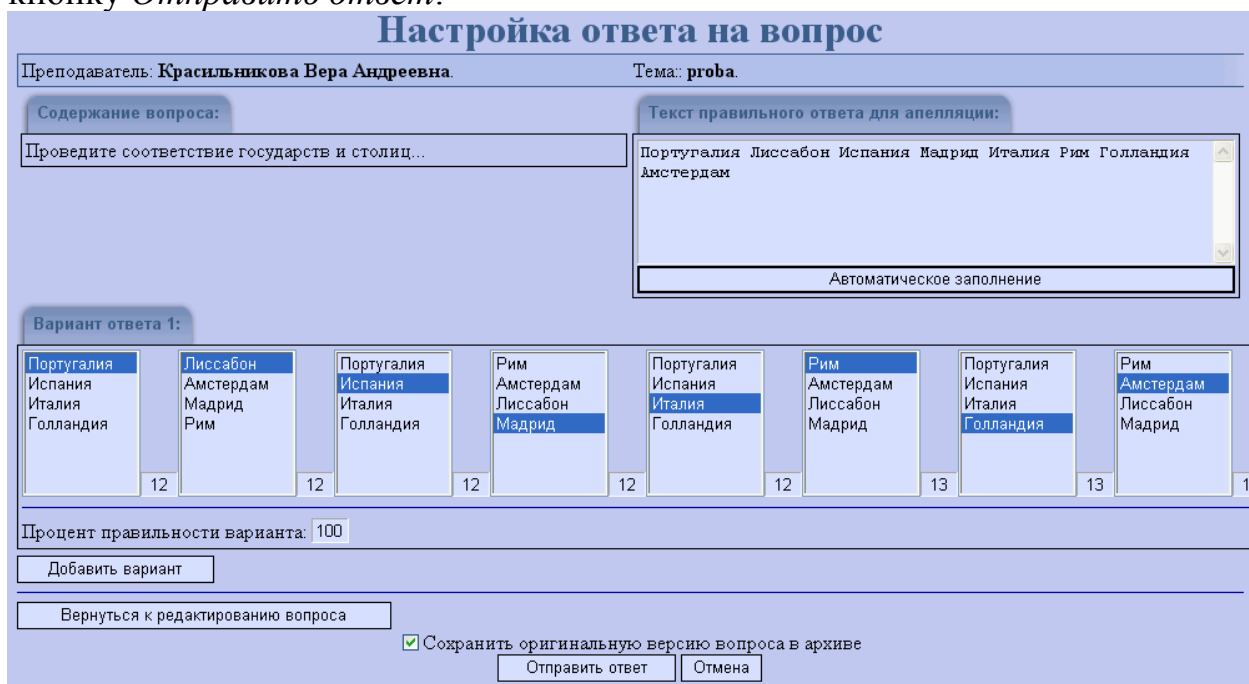 кнопку Отправить ответ.
Настройка ответа на вопрос
Преподаватель: Красильникова Вера Андреевна. Тема:: proba.
Содержание вопроса: Текст правильного ответа для апелляции:
Проведите соответствие государств и столиц...
Португалия Лиссабон Испания Мадрид Италия Рим Голландия
Амстердам
Автоматическое заполнение
Вариант ответа 1:
Португалия Лиссабон Португалия Рим Португалия Рим Португалия Рим
Испания Амстердам Испания Амстердам Испания Амстердам Испания Амстердам
Италия Мадрид Италия Лиссабон Италия Лиссабон Италия Лиссабон
Голландия Рим Голландия Мадрид Голландия Мадрид Голландия Мадрид
12 12 12 12 12 13 13 1
Процент правильности варианта: 100
Добавить вариант
Вернуться к редактированию вопроса
Сохранить оригинальную версию вопроса в архиве
Отправить ответ Отмена